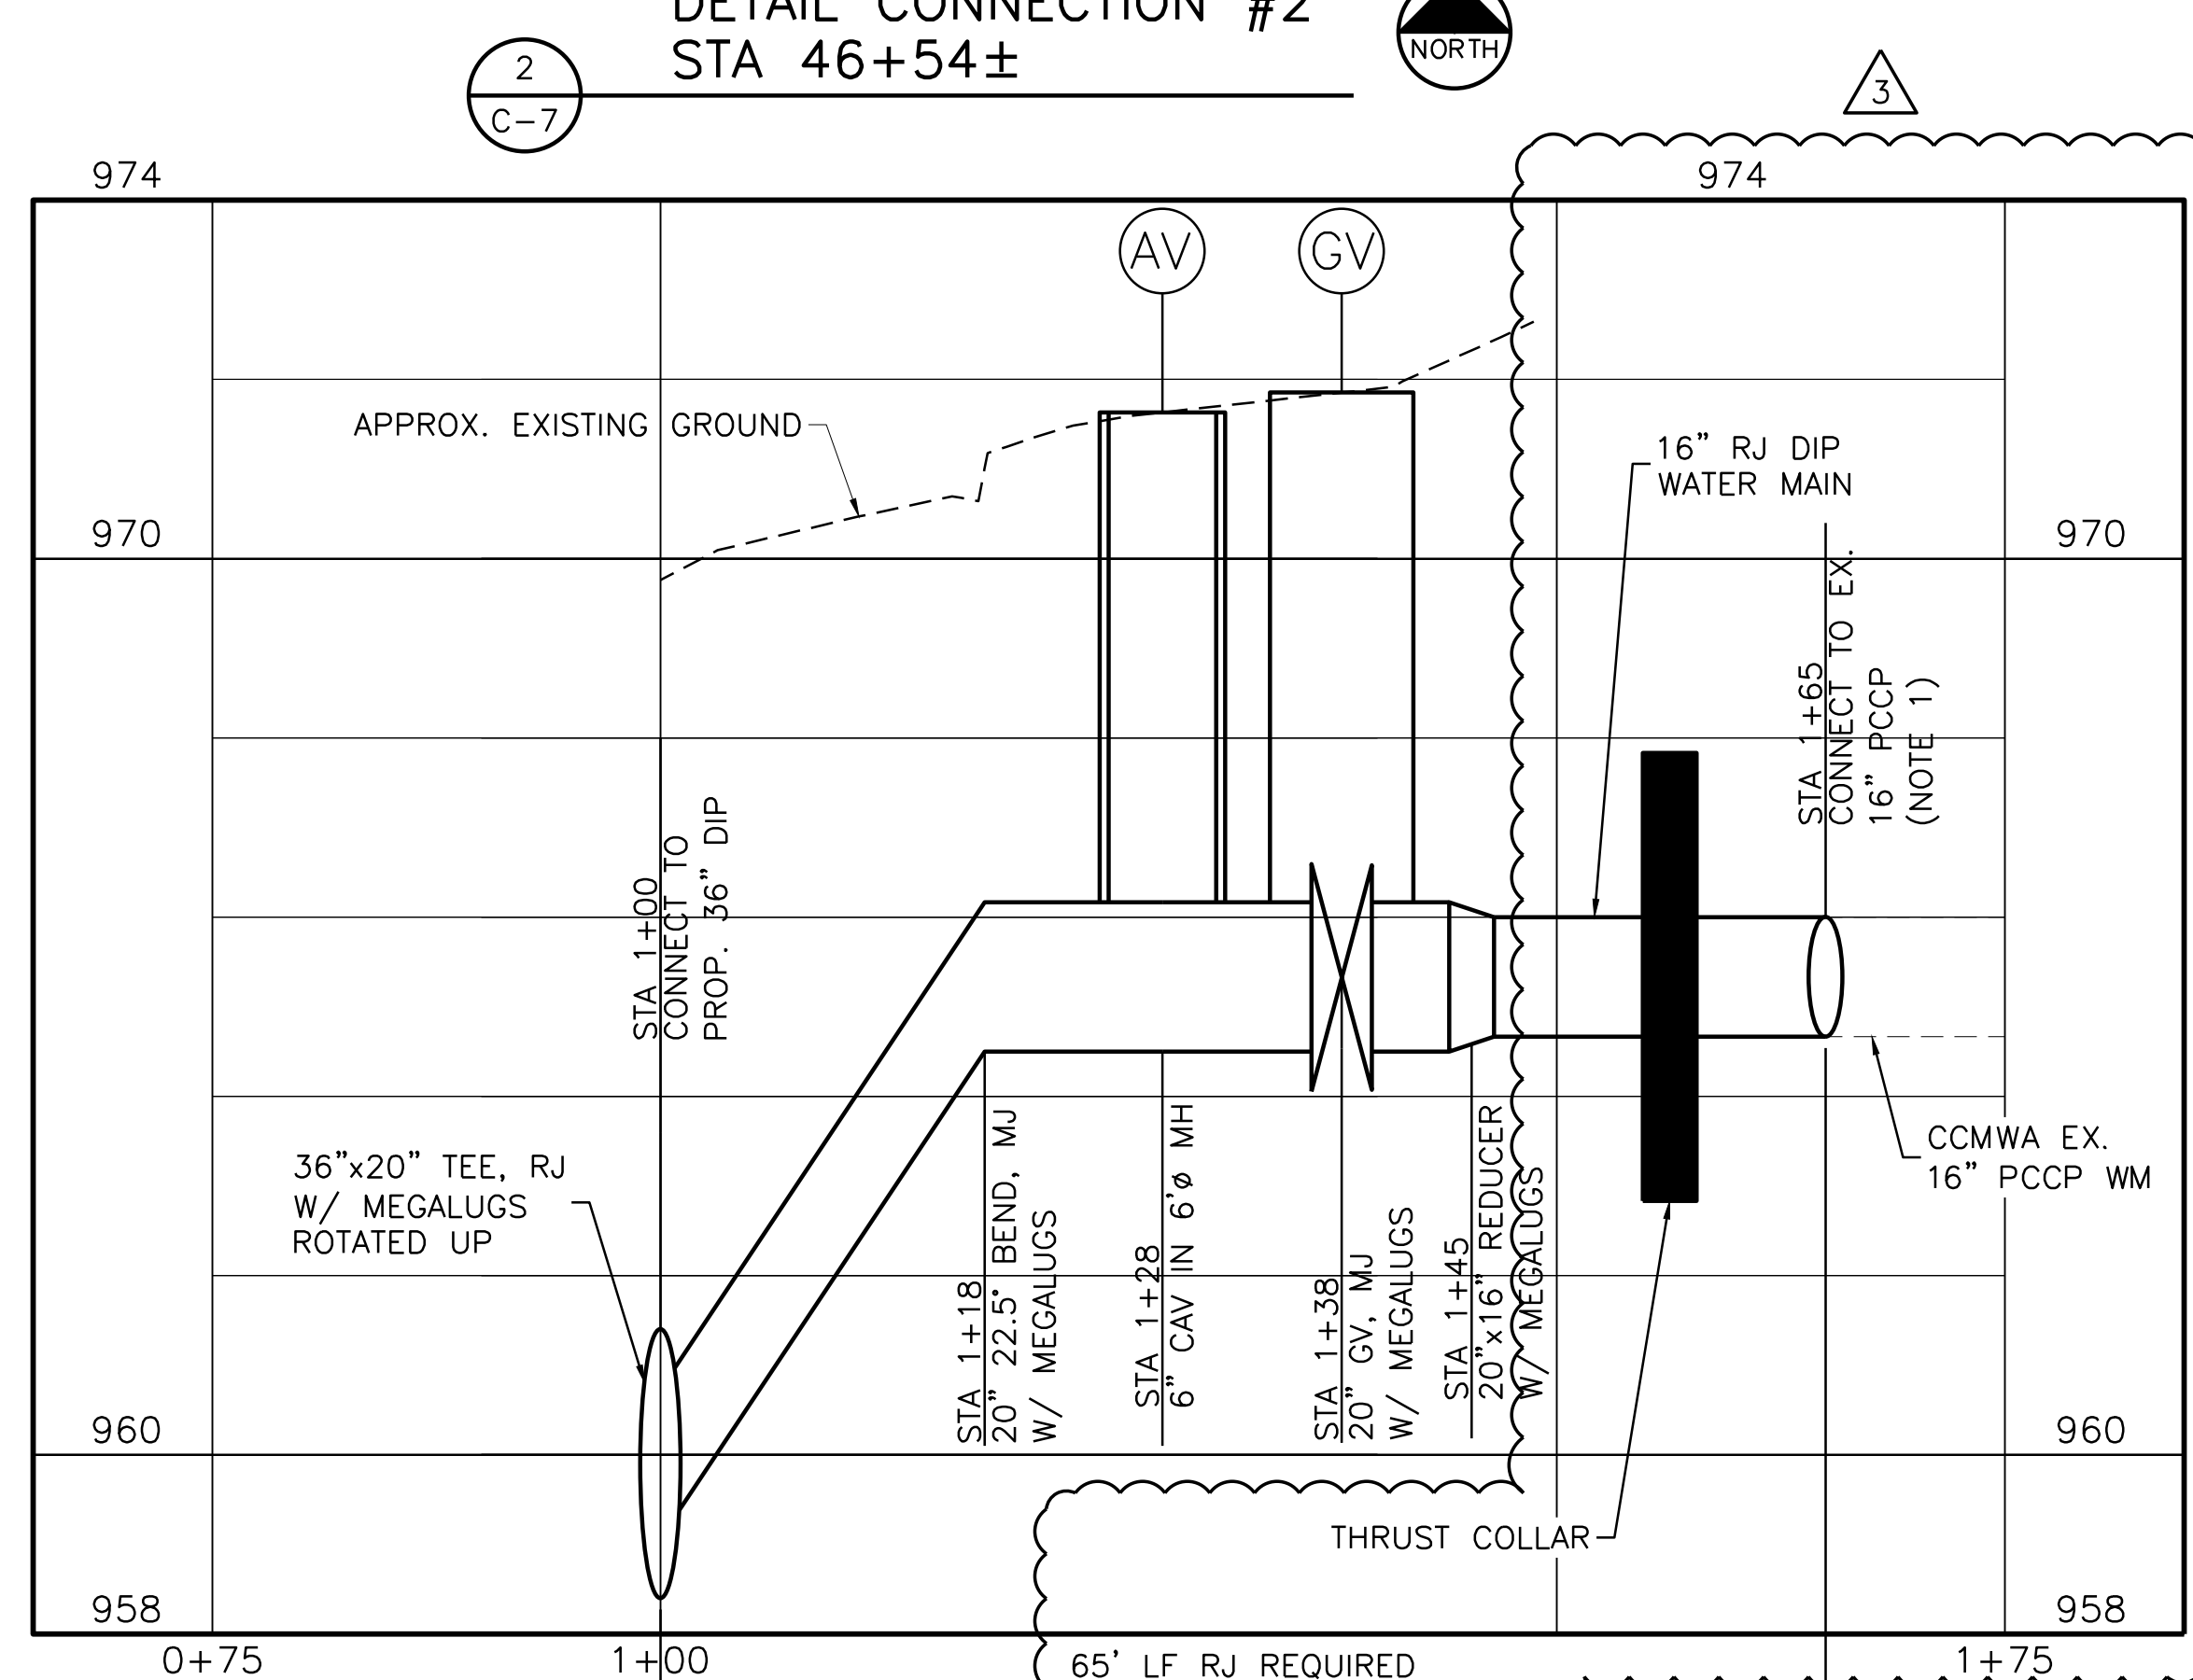 DETAIL CONNECTION #2
STA 46+54±
2
C-7
NORTH
3
974
974
AV
GV
APPROX. EXISTING GROUND
16" RJ DIP
WATER MAIN
970
970
STA 1+65
CONNECT TO EX.
16" PCCP
(NOTE 1)
STA 1+00
CONNECT TO
PROP. 36" DIP
36"x20" TEE, RJ
W/ MEGALUGS
ROTATED UP
STA 1+18
20" 22.5° BEND, MJ
W/ MEGALUGS
STA 1+28
6" CAV IN 6'ø MH
STA 1+38
20" GV, MJ
W/ MEGALUGS
STA 1+45
20"x16" REDUCER
W/ MEGALUGS
CCMWA EX.
16" PCCP WM
960
960
THRUST COLLAR
958
958
0+75
1+00
65' LF RJ REQUIRED
1+75